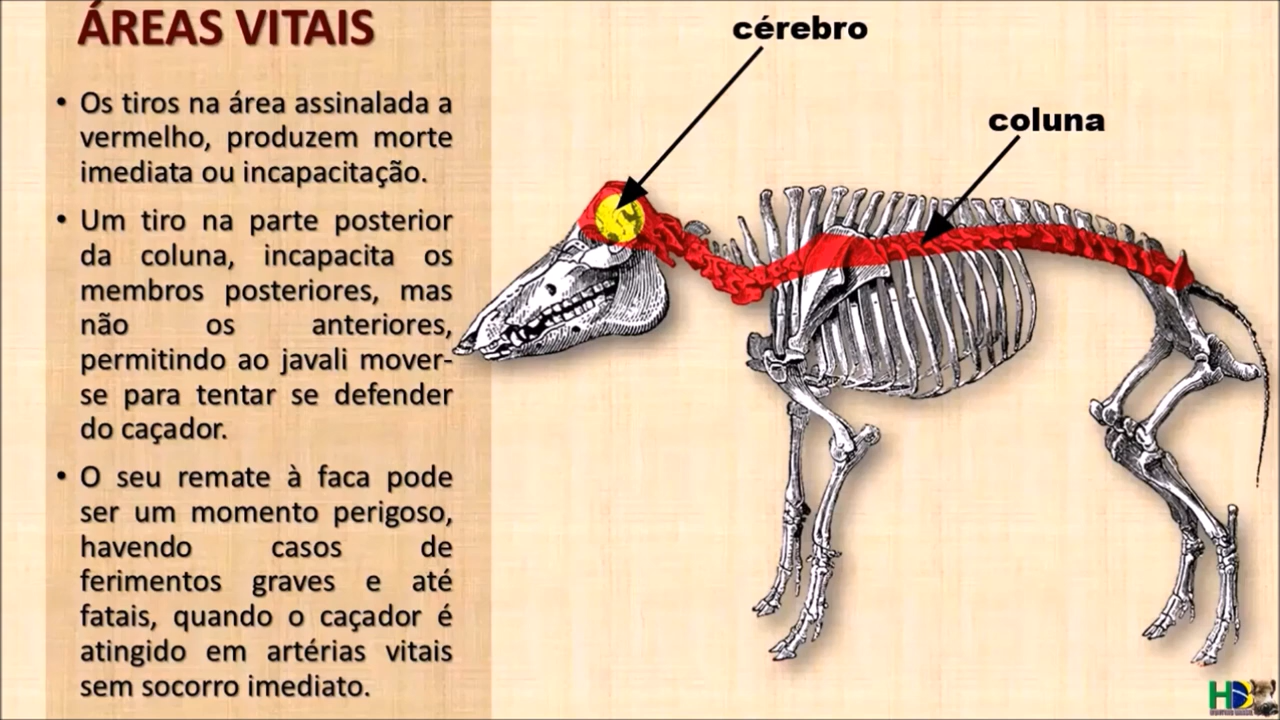 ÁREAS VITAIS
• Os tiros na área assinalada a
vermelho, produzem morte
imediata ou incapacitação.
• Um tiro na parte posterior
da coluna, incapacita os
membros posteriores, mas
não os anteriores,
permitindo ao javali mover-
se para tentar se defender
do caçador.
• O seu remate à faca pode
ser um momento perigoso,
havendo casos de
ferimentos graves e até
fatais, quando o caçador é
atingido em artérias vitais
sem socorro imediato.
cérebro
coluna